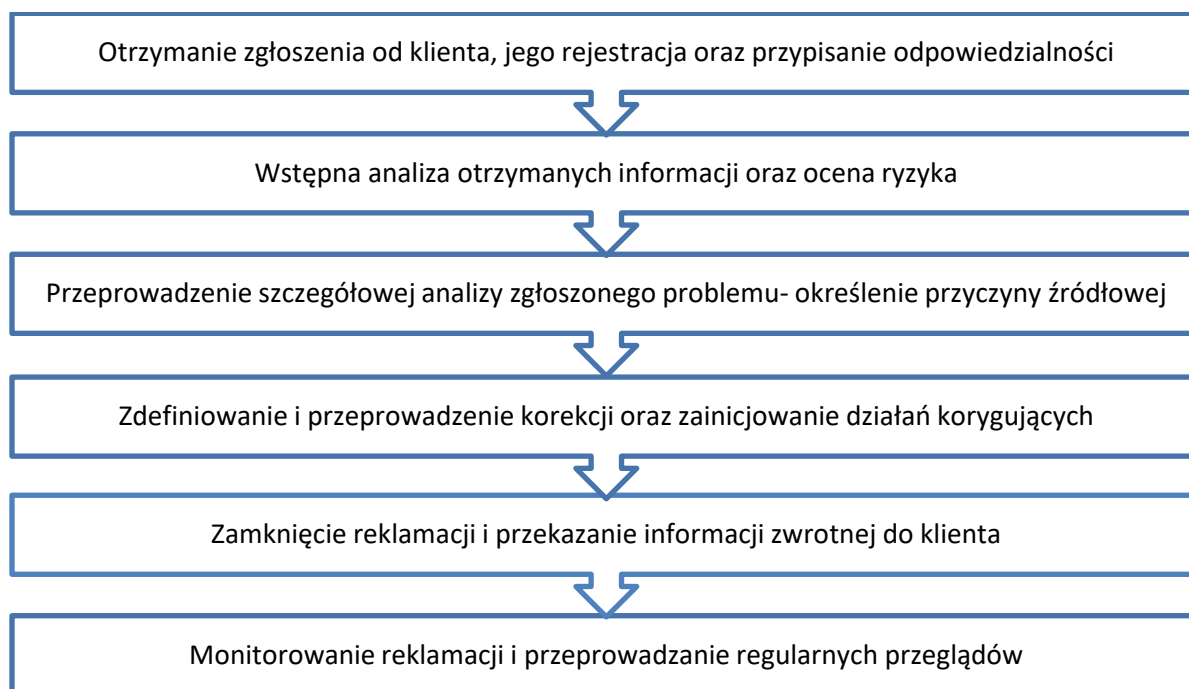 Otrzymanie zgłoszenia od klienta, jego rejestracja oraz przypisanie odpowiedzialności
Wstępna analiza otrzymanych informacji oraz ocena ryzyka
Przeprowadzenie szczegółowej analizy zgłoszonego problemu- określenie przyczyny źródłowej
Zdefiniowanie i przeprowadzenie korekcji oraz zainicjowanie działań korygujących
Zamknięcie reklamacji i przekazanie informacji zwrotnej do klienta
Monitorowanie reklamacji i przeprowadzanie regularnych przeglądów